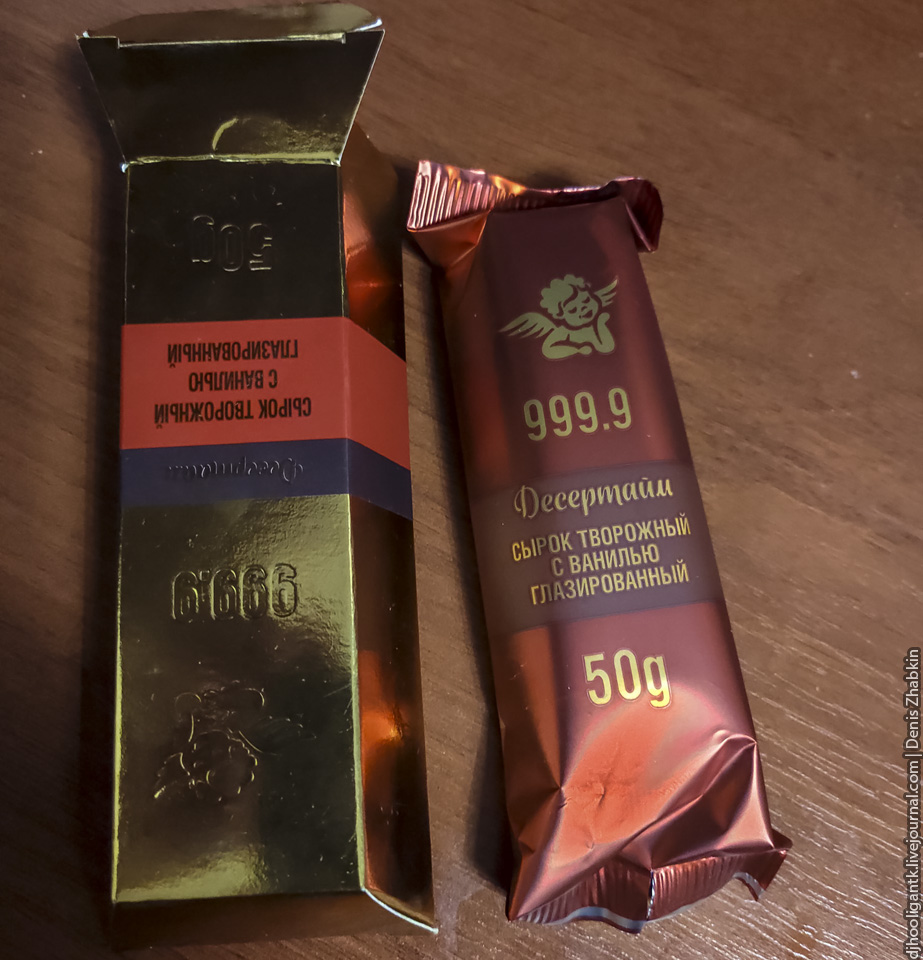 50g
СЫРОК ТВОРОЖНЫЙ
С ВАНИЛЬЮ
ГЛАЗИРОВАННЫЙ
Десертайм
999.9
999.9
Десертайм
СЫРОК ТВОРОЖНЫЙ
С ВАНИЛЬЮ
ГЛАЗИРОВАННЫЙ
50g
djhooligantk.livejournal.com | Denis Zhabkin